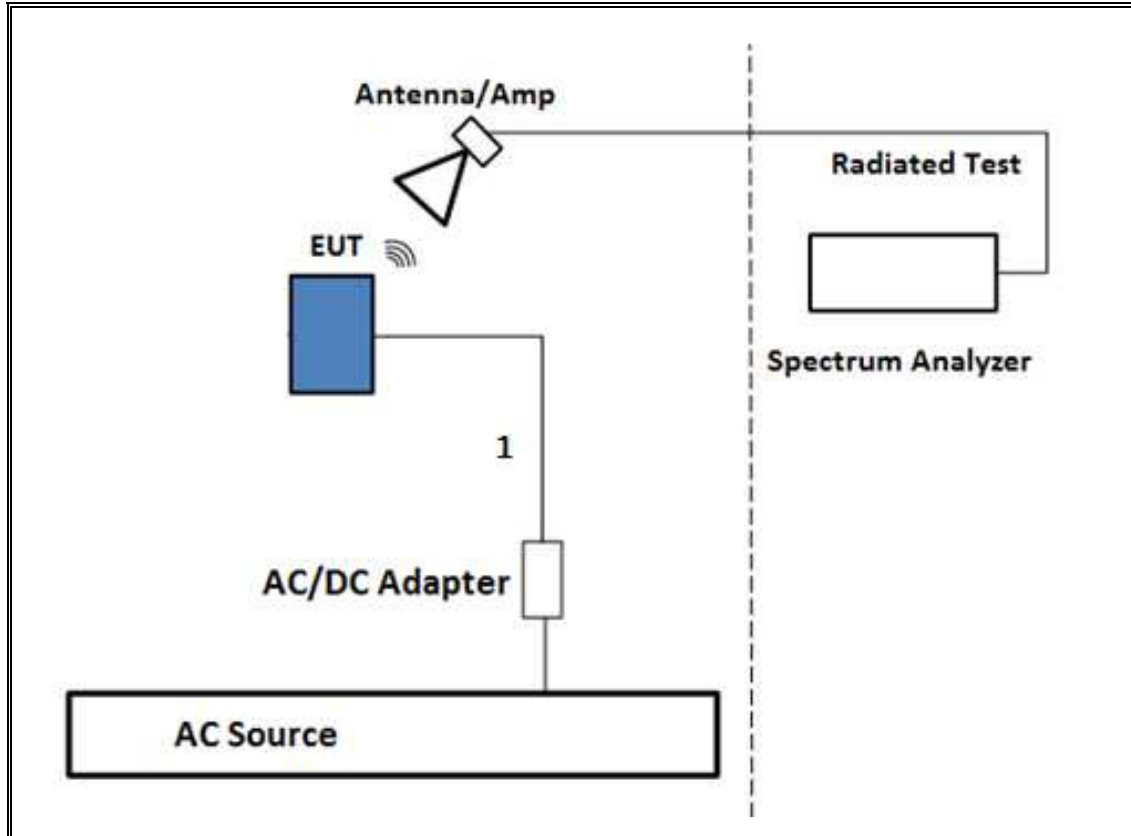 Antenna/Amp
Radiated Test
EUT
Spectrum Analyzer
1
AC/DC Adapter
AC Source